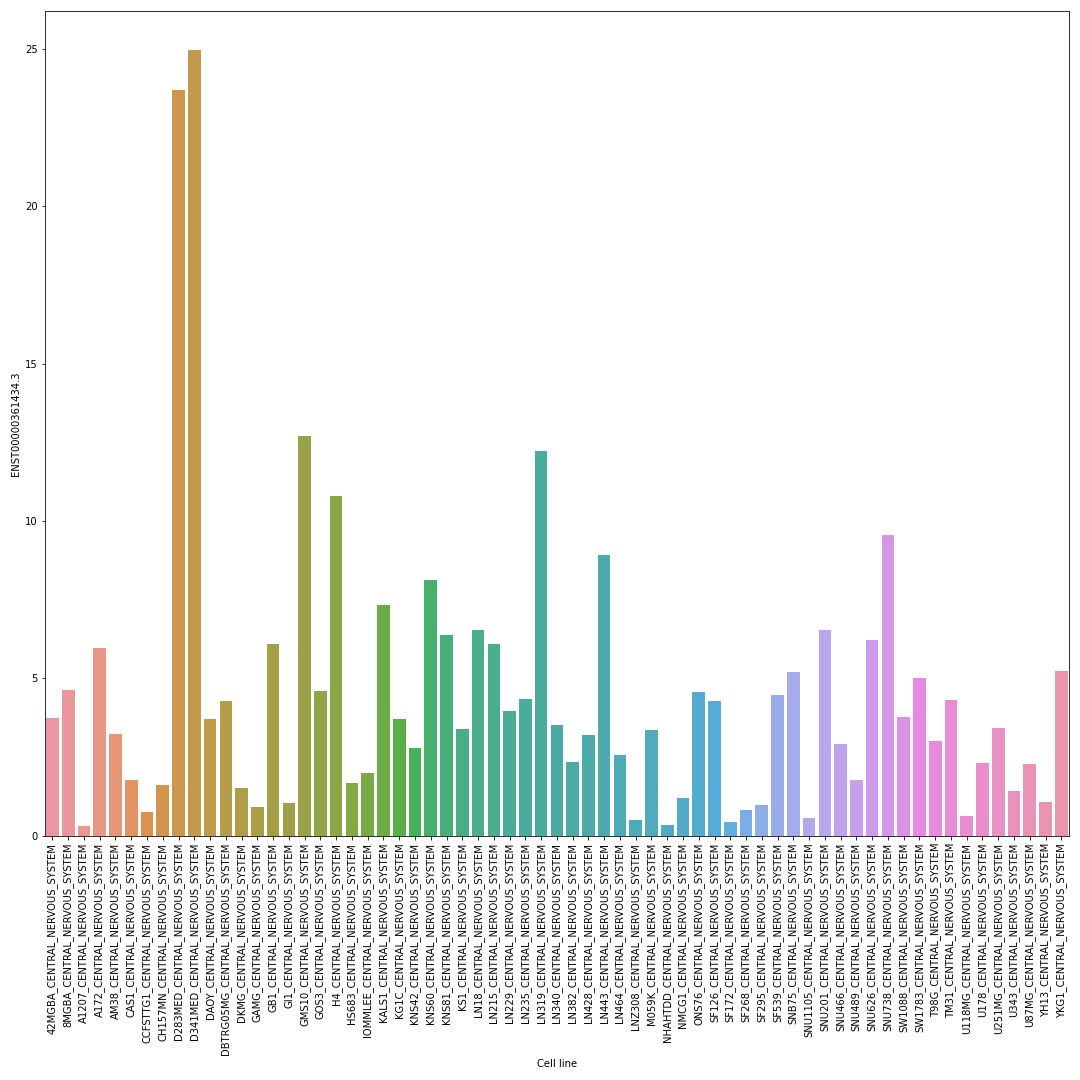 25
20
15
10
5
0
ENST00000361434.3
42MGBA_CENTRAL_NERVOUS_SYSTEM
8MGBA_CENTRAL_NERVOUS_SYSTEM
A1207_CENTRAL_NERVOUS_SYSTEM
A172_CENTRAL_NERVOUS_SYSTEM
AM38_CENTRAL_NERVOUS_SYSTEM
CAS1_CENTRAL_NERVOUS_SYSTEM
CCFSTTG1_CENTRAL_NERVOUS_SYSTEM
CH157MN_CENTRAL_NERVOUS_SYSTEM
D283MED_CENTRAL_NERVOUS_SYSTEM
D341MED_CENTRAL_NERVOUS_SYSTEM
DAOY_CENTRAL_NERVOUS_SYSTEM
DBTRG05MG_CENTRAL_NERVOUS_SYSTEM
DKMG_CENTRAL_NERVOUS_SYSTEM
GAMG_CENTRAL_NERVOUS_SYSTEM
GB1_CENTRAL_NERVOUS_SYSTEM
GI1_CENTRAL_NERVOUS_SYSTEM
GMS10_CENTRAL_NERVOUS_SYSTEM
GOS3_CENTRAL_NERVOUS_SYSTEM
H4_CENTRAL_NERVOUS_SYSTEM
HS683_CENTRAL_NERVOUS_SYSTEM
IOMMLEE_CENTRAL_NERVOUS_SYSTEM
KALS1_CENTRAL_NERVOUS_SYSTEM
KG1C_CENTRAL_NERVOUS_SYSTEM
KNS42_CENTRAL_NERVOUS_SYSTEM
KNS60_CENTRAL_NERVOUS_SYSTEM
KNS81_CENTRAL_NERVOUS_SYSTEM
KS1_CENTRAL_NERVOUS_SYSTEM
LN18_CENTRAL_NERVOUS_SYSTEM
LN215_CENTRAL_NERVOUS_SYSTEM
LN229_CENTRAL_NERVOUS_SYSTEM
LN235_CENTRAL_NERVOUS_SYSTEM
LN319_CENTRAL_NERVOUS_SYSTEM
LN340_CENTRAL_NERVOUS_SYSTEM
LN382_CENTRAL_NERVOUS_SYSTEM
LN428_CENTRAL_NERVOUS_SYSTEM
LN443_CENTRAL_NERVOUS_SYSTEM
LN464_CENTRAL_NERVOUS_SYSTEM
LNZ308_CENTRAL_NERVOUS_SYSTEM
M059K_CENTRAL_NERVOUS_SYSTEM
NHAHTDD_CENTRAL_NERVOUS_SYSTEM
NMCG1_CENTRAL_NERVOUS_SYSTEM
ONS76_CENTRAL_NERVOUS_SYSTEM
SF126_CENTRAL_NERVOUS_SYSTEM
SF172_CENTRAL_NERVOUS_SYSTEM
SF268_CENTRAL_NERVOUS_SYSTEM
SF295_CENTRAL_NERVOUS_SYSTEM
SF539_CENTRAL_NERVOUS_SYSTEM
SNB75_CENTRAL_NERVOUS_SYSTEM
SNU1105_CENTRAL_NERVOUS_SYSTEM
SNU201_CENTRAL_NERVOUS_SYSTEM
SNU466_CENTRAL_NERVOUS_SYSTEM
SNU489_CENTRAL_NERVOUS_SYSTEM
SNU626_CENTRAL_NERVOUS_SYSTEM
SNU738_CENTRAL_NERVOUS_SYSTEM
SW1088_CENTRAL_NERVOUS_SYSTEM
SW1783_CENTRAL_NERVOUS_SYSTEM
T98G_CENTRAL_NERVOUS_SYSTEM
TM31_CENTRAL_NERVOUS_SYSTEM
U118MG_CENTRAL_NERVOUS_SYSTEM
U178_CENTRAL_NERVOUS_SYSTEM
U251MG_CENTRAL_NERVOUS_SYSTEM
U343_CENTRAL_NERVOUS_SYSTEM
U87MG_CENTRAL_NERVOUS_SYSTEM
YH13_CENTRAL_NERVOUS_SYSTEM
YKG1_CENTRAL_NERVOUS_SYSTEM
Cell line